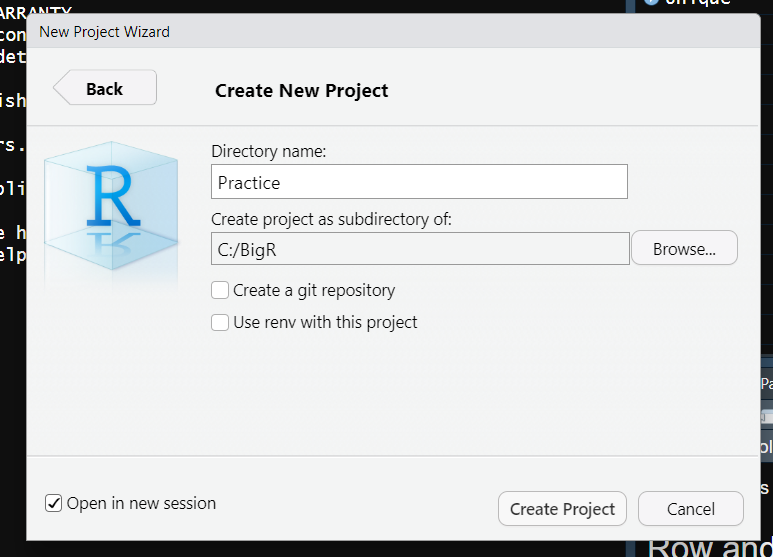 ARRANTY
Unique
con
New Project Wizard
det
Back
Create New Project
ish
Directory name:
rs.
Practice
R
pli
Create project as subdirectory of:
e h
C:/BigR
Browse...
elp
Create a git repository
Use renv with this project
Pa
Open in new session
Create Project
Cancel
s
Row and